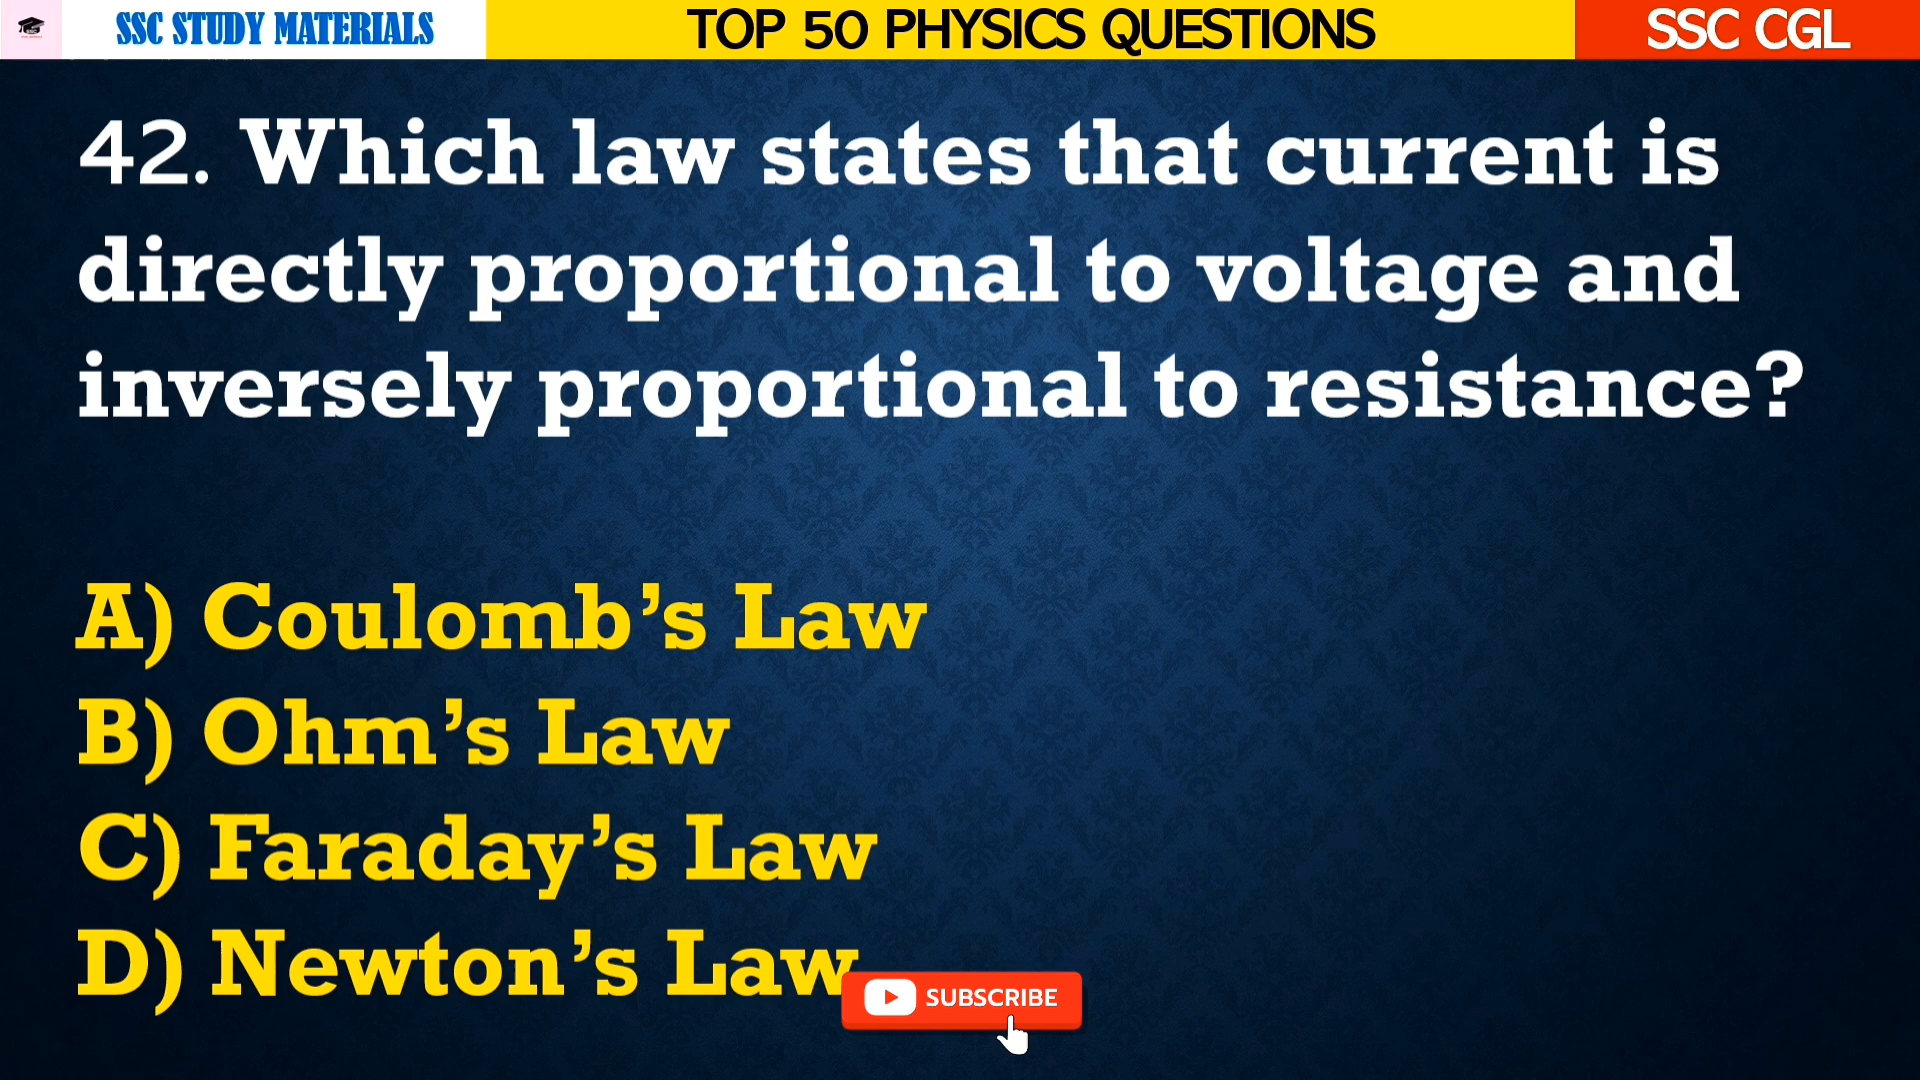 SSC STUDY MATERIALS
TOP 50 PHYSICS QUESTIONS
SSC CGL
42. Which law states that current is
directly proportional to voltage and
inversely proportional to resistance?
A) Coulomb’s Law
B) Ohm’s Law
C) Faraday’s Law
D) Newton’s Law
SUBSCRIBE